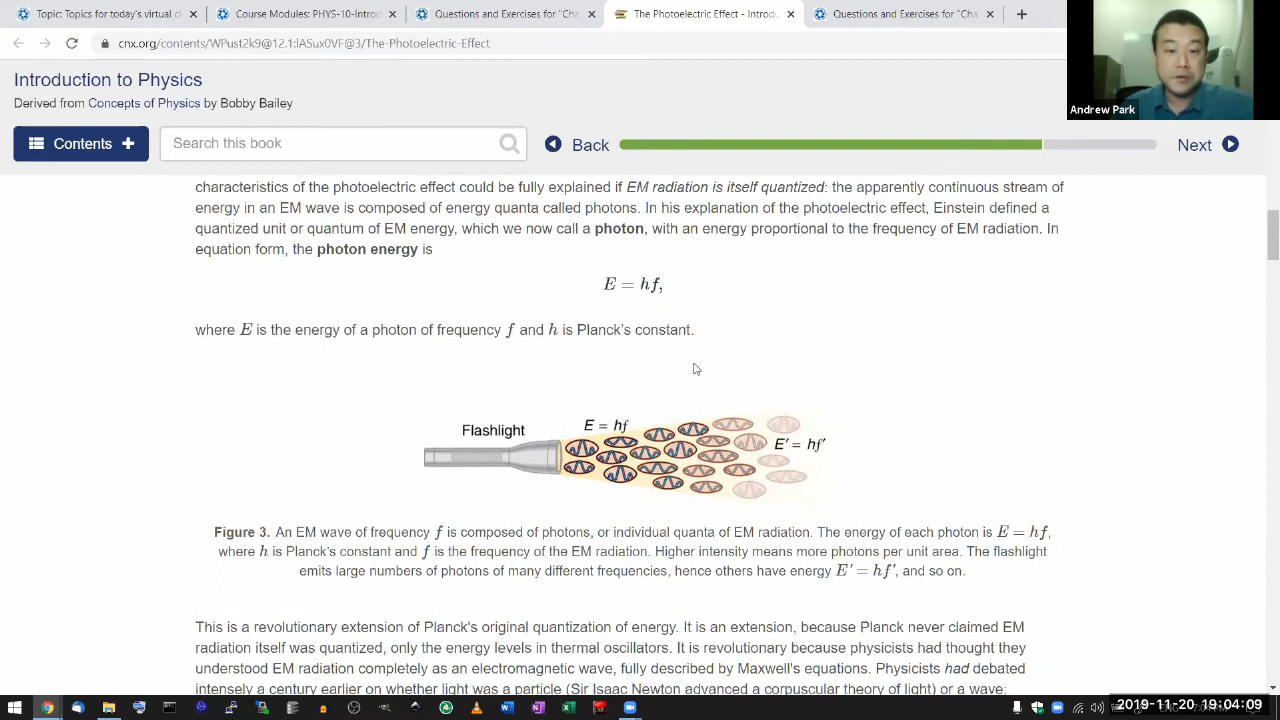 Topic: Topics for today's virtual cl
Course Modules: PHYS-10-Introd
Questions and Exercises for "Cha
The Photoelectric Effect - Introdu
Questions and Exercises for "Cha
cnx.org/contents/WPust2k9@12.1:lASux0VF@3/The-Photoelectric-Effect
Andrew Park
Introduction to Physics
Derived from Concepts of Physics by Bobby Bailey
Contents +
Search this book
Back
Next
characteristics of the photoelectric effect could be fully explained if EM radiation is itself quantized: the apparently continuous stream of
energy in an EM wave is composed of energy quanta called photons. In his explanation of the photoelectric effect, Einstein defined a
quantized unit or quantum of EM energy, which we now call a photon, with an energy proportional to the frequency of EM radiation. In
equation form, the photon energy is
E = hf,
where E is the energy of a photon of frequency f and h is Planck's constant.
Flashlight
E = hf
E′ = hf′
Figure 3. An EM wave of frequency f is composed of photons, or individual quanta of EM radiation. The energy of each photon is E = hf,
where h is Planck's constant and f is the frequency of the EM radiation. Higher intensity means more photons per unit area. The flashlight
emits large numbers of photons of many different frequencies, hence others have energy E′ = hf′, and so on.
This is a revolutionary extension of Planck's original quantization of energy. It is an extension, because Planck never claimed EM
radiation itself was quantized, only the energy levels in thermal oscillators. It is revolutionary because physicists had thought they
understood EM radiation completely as an electromagnetic wave, fully described by Maxwell's equations. Physicists had debated
intensely a century earlier on whether light was a particle (Sir Isaac Newton advanced a corpuscular theory of light) or a wave;
2019-11-20 19:04:09